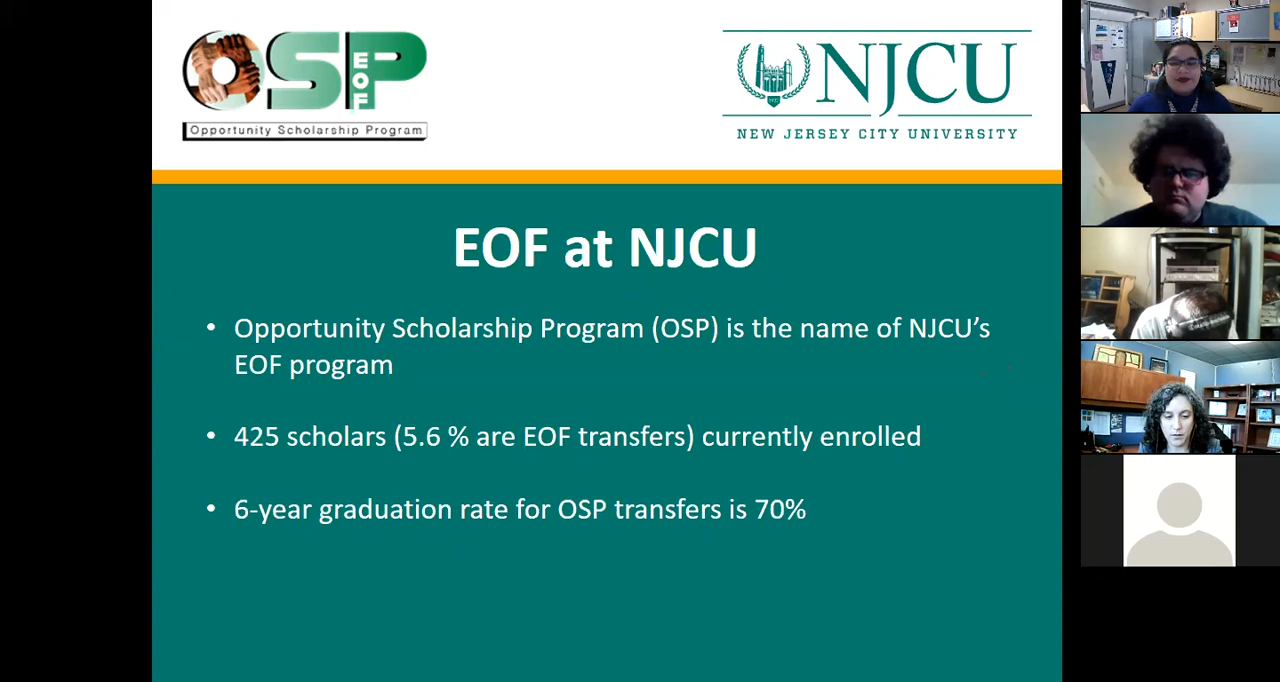 OSP
EOF
Opportunity Scholarship Program
NJCU
NEW JERSEY CITY UNIVERSITY
EOF at NJCU
• Opportunity Scholarship Program (OSP) is the name of NJCU’s
EOF program
• 425 scholars (5.6 % are EOF transfers) currently enrolled
• 6-year graduation rate for OSP transfers is 70%